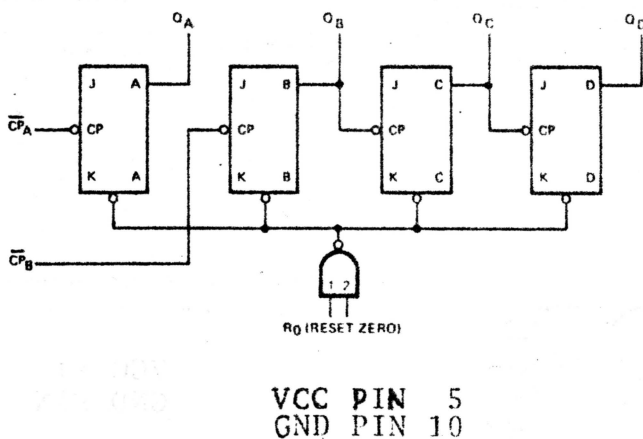 QA QB QC QD
J A J B J C J D
CPA CP CP CP CP
K A K B K C K D
CPB
1 2
R0 (RESET ZERO)
VCC PIN 5
GND PIN 10